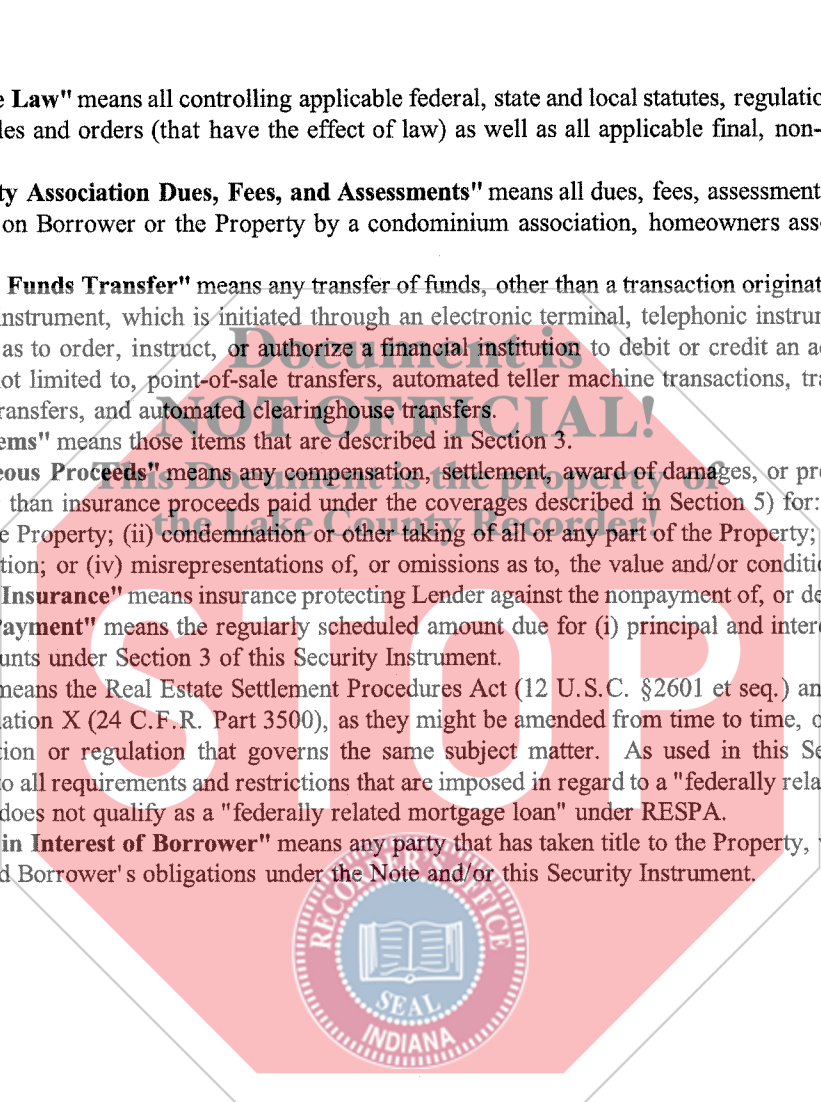 e Law" means all controlling applicable federal, state and local statutes, regulatio
les and orders (that have the effect of law) as well as all applicable final, non-
ty Association Dues, Fees, and Assessments" means all dues, fees, assessment
on Borrower or the Property by a condominium association, homeowners ass
Funds Transfer" means any transfer of funds, other than a transaction originat
nstrument, which is initiated through an electronic terminal, telephonic instru
as to order, instruct, or authorize a financial institution to debit or credit an a
Document is
ot limited to, point-of-sale transfers, automated teller machine transactions, tra
ransfers, and automated clearinghouse transfers.
NOT OFFICIAL!
ems" means those items that are described in Section 3.
eous Proceeds" means any compensation, settlement, award of damages, or pr
This Document is the property of
than insurance proceeds paid under the coverages described in Section 5) for:
the Lake County Recorder!
e Property; (ii) condemnation or other taking of all or any part of the Property;
tion; or (iv) misrepresentations of, or omissions as to, the value and/or conditi
Insurance" means insurance protecting Lender against the nonpayment of, or de
ayment" means the regularly scheduled amount due for (i) principal and inter
unts under Section 3 of this Security Instrument.
STOP
means the Real Estate Settlement Procedures Act (12 U.S.C. §2601 et seq.) an
ation X (24 C.F.R. Part 3500), as they might be amended from time to time, o
ion or regulation that governs the same subject matter. As used in this Se
o all requirements and restrictions that are imposed in regard to a "federally rela
does not qualify as a "federally related mortgage loan" under RESPA.
in Interest of Borrower" means any party that has taken title to the Property,
d Borrower's obligations under the Note and/or this Security Instrument.
RECORDER'S OFFICE
SEAL
INDIANA